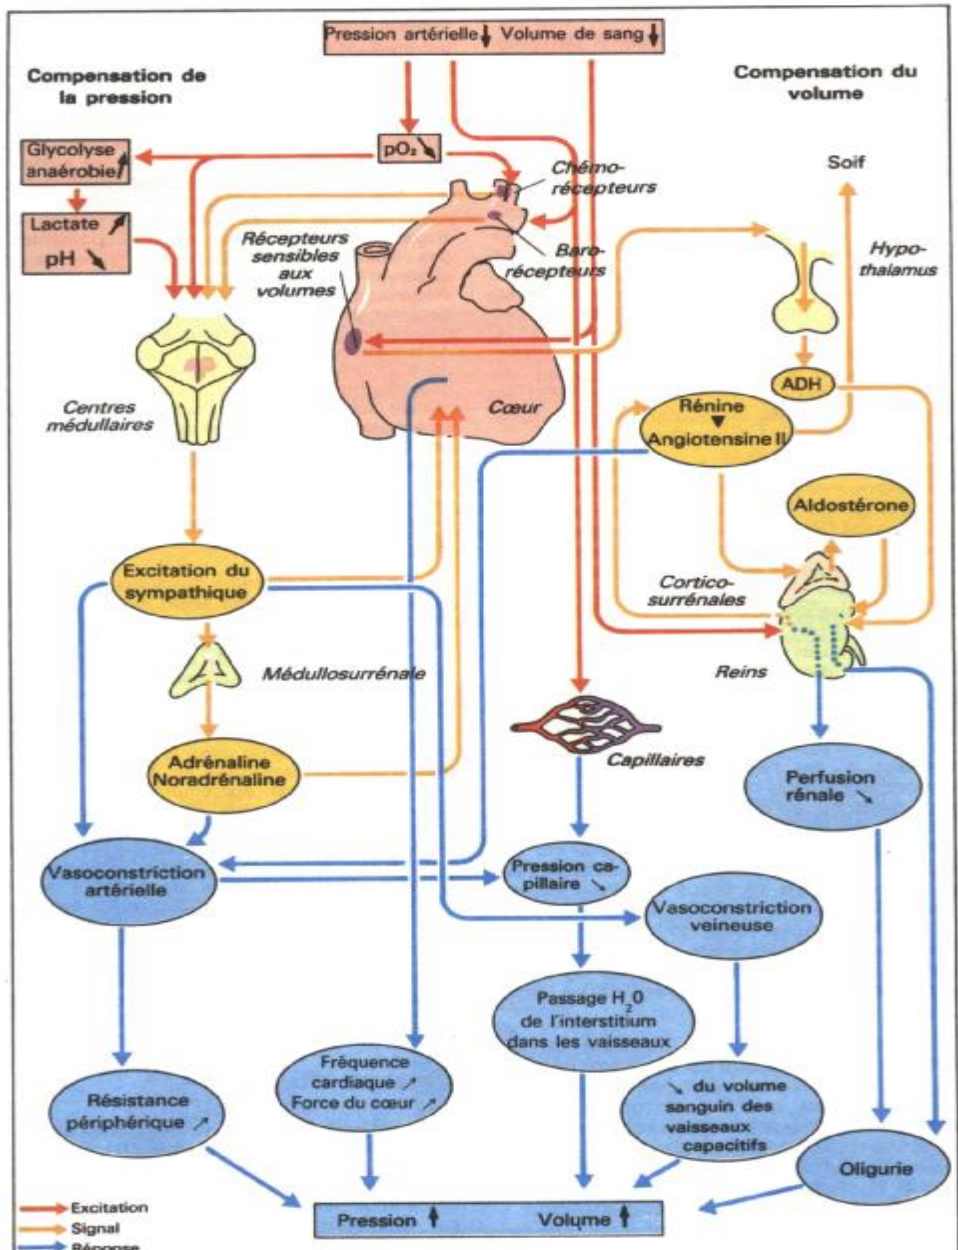 Pression artérielle Volume de sang
Compensation de
la pression
Compensation du
volume
Glycolyse
anaérobie
pO₂
Lactate
pH
Chémo-
récepteurs
Soif
Récepteurs
sensibles
aux
volumes
Baro-
récepteurs
Hypo-
thalamus
Centres
médullaires
Cœur
ADH
Rénine
Angiotensine II
Aldostérone
Excitation du
sympathique
Cortico-
surrénales
Médullosurrénale
Reins
Adrénaline
Noradrénaline
Capillaires
Perfusion
rénale
Vasoconstriction
artérielle
Pression ca-
pillaire
Vasoconstriction
veineuse
Passage H₂O
de l'interstitium
dans les vaisseaux
Résistance
périphérique
Fréquence
cardiaque
Force du cœur
du volume
sanguin des
vaisseaux
capacitifs
Oligurie
Pression Volume
Excitation
Signal
Réponse